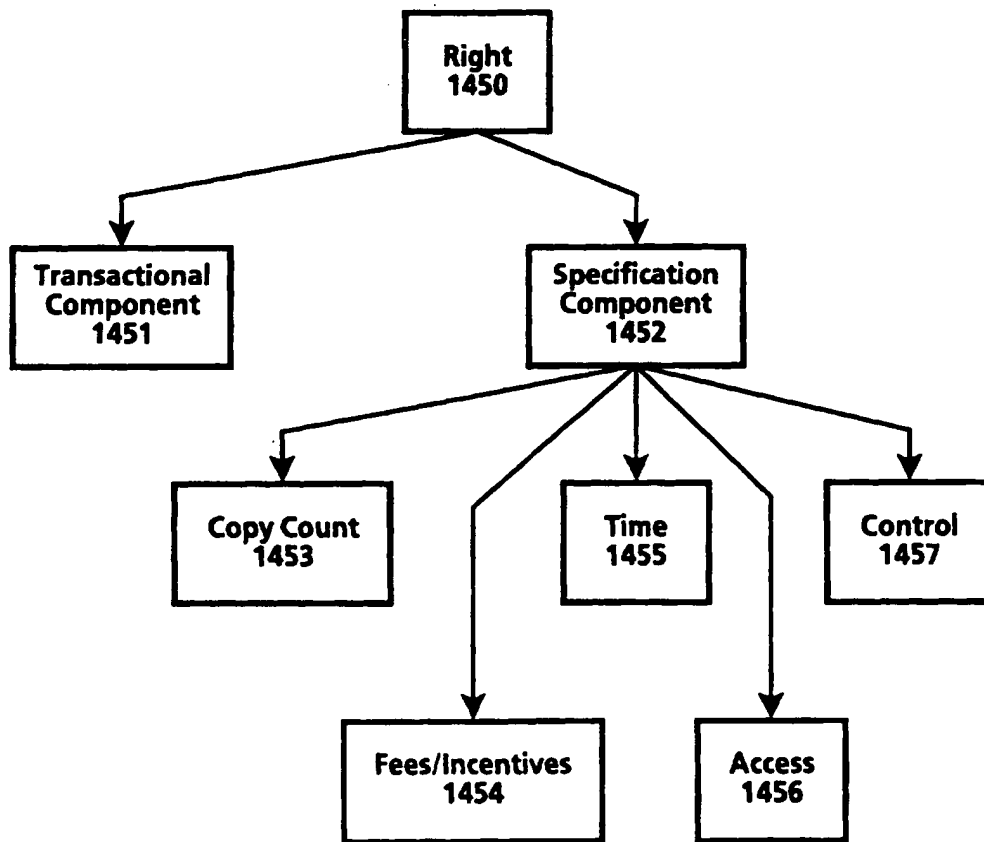 Right
1450
Transactional
Component
1451
Specification
Component
1452
Copy Count
1453
Time
1455
Control
1457
Fees/Incentives
1454
Access
1456